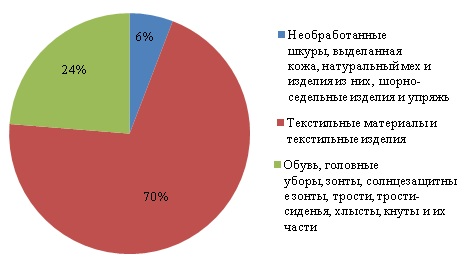 6%
24%
70%
Необработанные
шкуры, выделанная
кожа, натуральный мех и
изделия из них, шорно-
седельные изделия и упряжь
Текстильные материалы и
текстильные изделия
Обувь, головные
уборы, зонты, солнцезащитны
е зонты, трости, трости-
сиденья, хлысты, кнуты и их
части